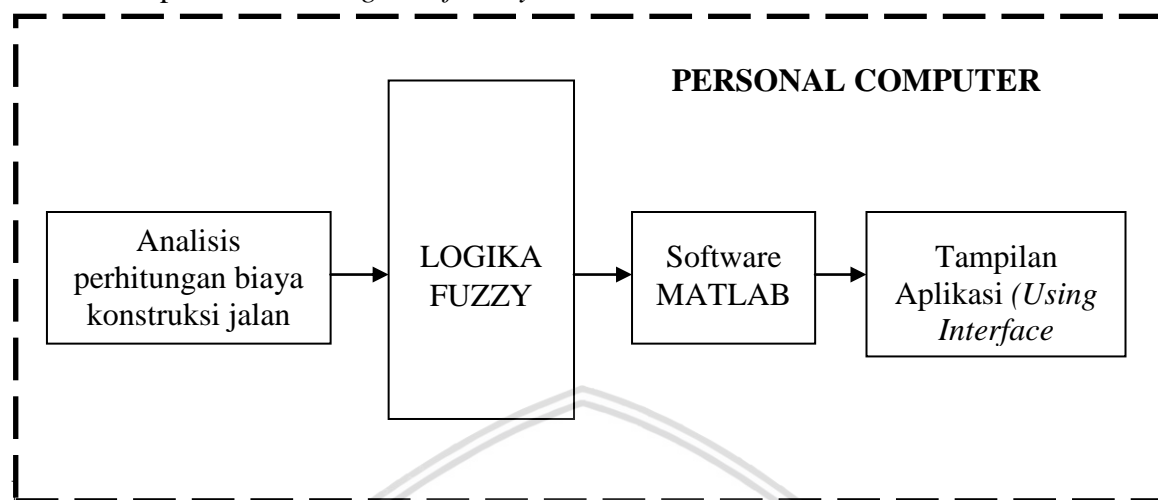 PERSONAL COMPUTER
Analisis
perhitungan biaya
konstruksi jalan
LOGIKA
FUZZY
Software
MATLAB
Tampilan
Aplikasi (Using
Interface